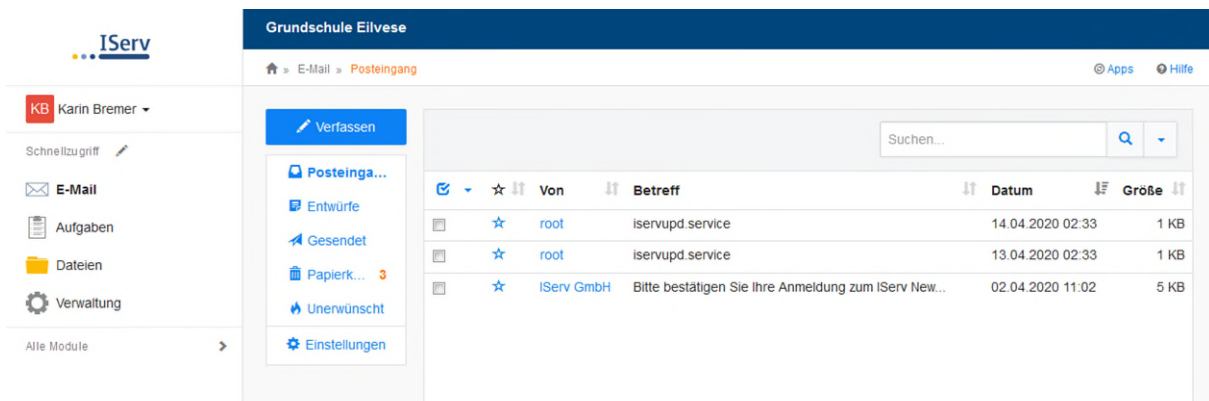 IServ
Grundschule Eilvese
» E-Mail » Posteingang
Apps
Hilfe
KB Karin Bremer
Schnellzugriff
E-Mail
Aufgaben
Dateien
Verwaltung
Alle Module
Verfassen
Posteinga...
Entwürfe
Gesendet
Papierk... 3
Unerwünscht
Einstellungen
Suchen...
Von Betreff Datum Größe
root iservupd.service 14.04.2020 02:33 1 KB
root iservupd.service 13.04.2020 02:33 1 KB
IServ GmbH Bitte bestätigen Sie Ihre Anmeldung zum IServ New... 02.04.2020 11:02 5 KB